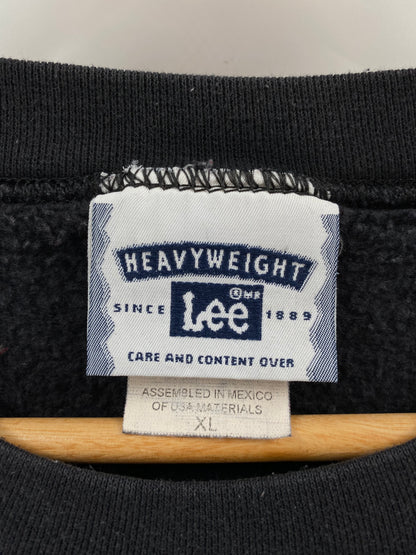 HEAVYWEIGHT
® MR
SINCE Lee 1889
CARE AND CONTENT OVER
ASSEMBLED IN MEXICO
OF USA MATERIALS
XL